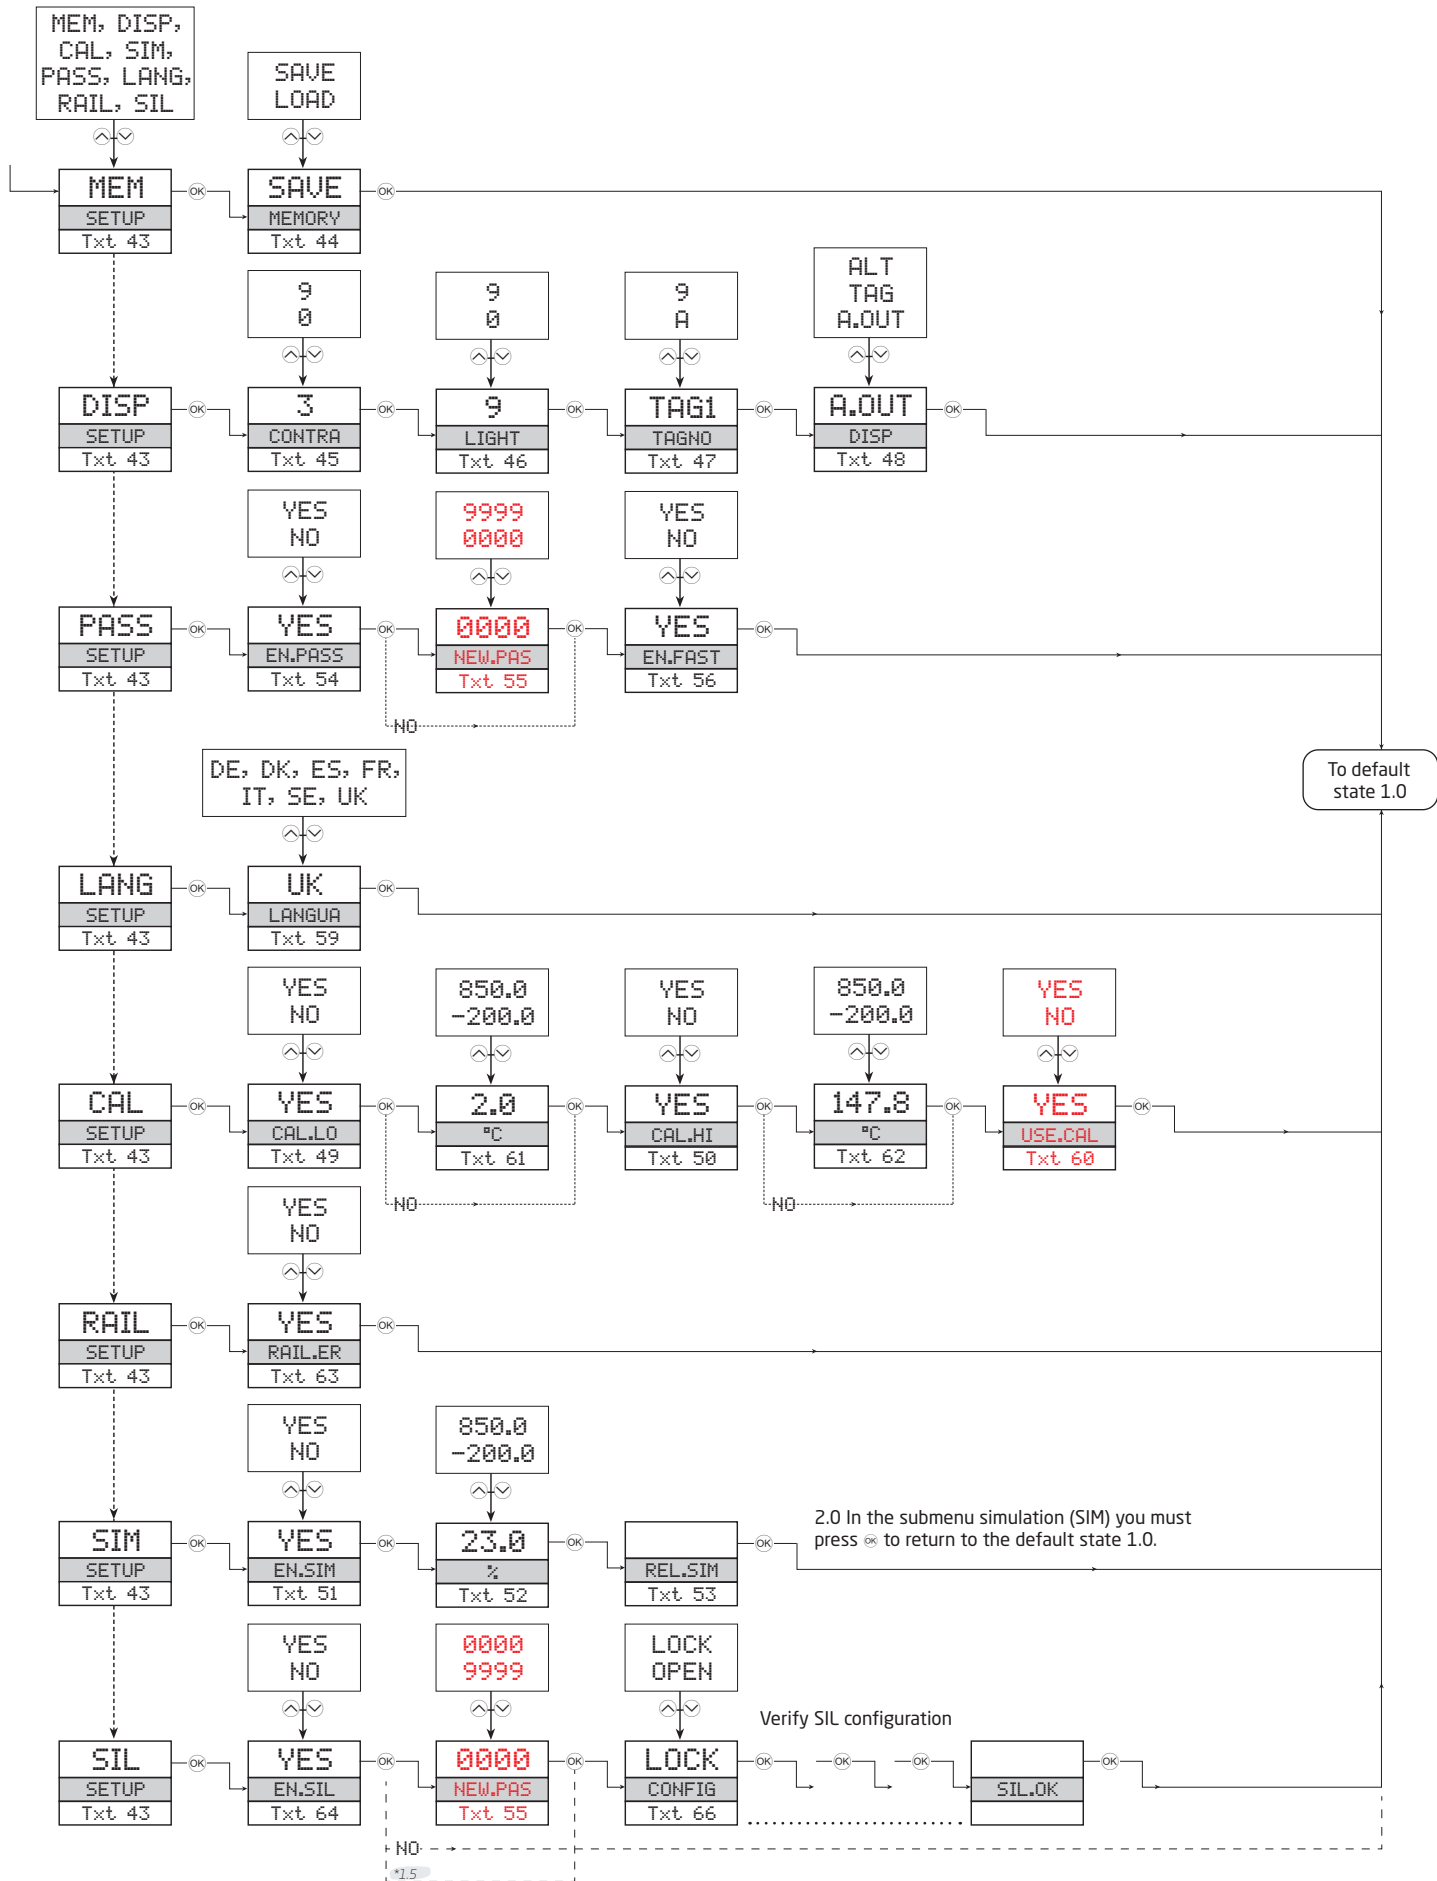 MEM, DISP,
CAL, SIM,
PASS, LANG,
RAIL, SIL
SAVE
LOAD
MEM
SETUP
Txt 43
OK
SAVE
MEMORY
Txt 44
OK
9
0
9
0
9
A
ALT
TAG
A.OUT
DISP
SETUP
Txt 43
OK
3
CONTRA
Txt 45
OK
9
LIGHT
Txt 46
OK
TAG1
TAGNO
Txt 47
OK
A.OUT
DISP
Txt 48
OK
YES
NO
9999
0000
YES
NO
PASS
SETUP
Txt 43
OK
YES
EN.PASS
Txt 54
OK
0000
NEW.PAS
Txt 55
OK
YES
EN.FAST
Txt 56
OK
NO
DE, DK, ES, FR,
IT, SE, UK
To default
state 1.0
LANG
SETUP
Txt 43
OK
UK
LANGUA
Txt 59
OK
YES
NO
850.0
-200.0
YES
NO
850.0
-200.0
YES
NO
CAL
SETUP
Txt 43
OK
YES
CAL.LO
Txt 49
OK
2.0
°C
Txt 61
OK
YES
CAL.HI
Txt 50
OK
147.8
°C
Txt 62
OK
YES
USE.CAL
Txt 60
OK
NO
NO
YES
NO
RAIL
SETUP
Txt 43
OK
YES
RAIL.ER
Txt 63
OK
YES
NO
850.0
-200.0
SIM
SETUP
Txt 43
OK
YES
EN.SIM
Txt 51
OK
23.0
%
Txt 52
OK
REL.SIM
Txt 53
OK
2.0 In the submenu simulation (SIM) you must
press OK to return to the default state 1.0.
YES
NO
0000
9999
LOCK
OPEN
Verify SIL configuration
SIL
SETUP
Txt 43
OK
YES
EN.SIL
Txt 64
OK
0000
NEW.PAS
Txt 55
OK
LOCK
CONFIG
Txt 66
OK
OK
OK
SIL.OK
OK
NO
*1.5